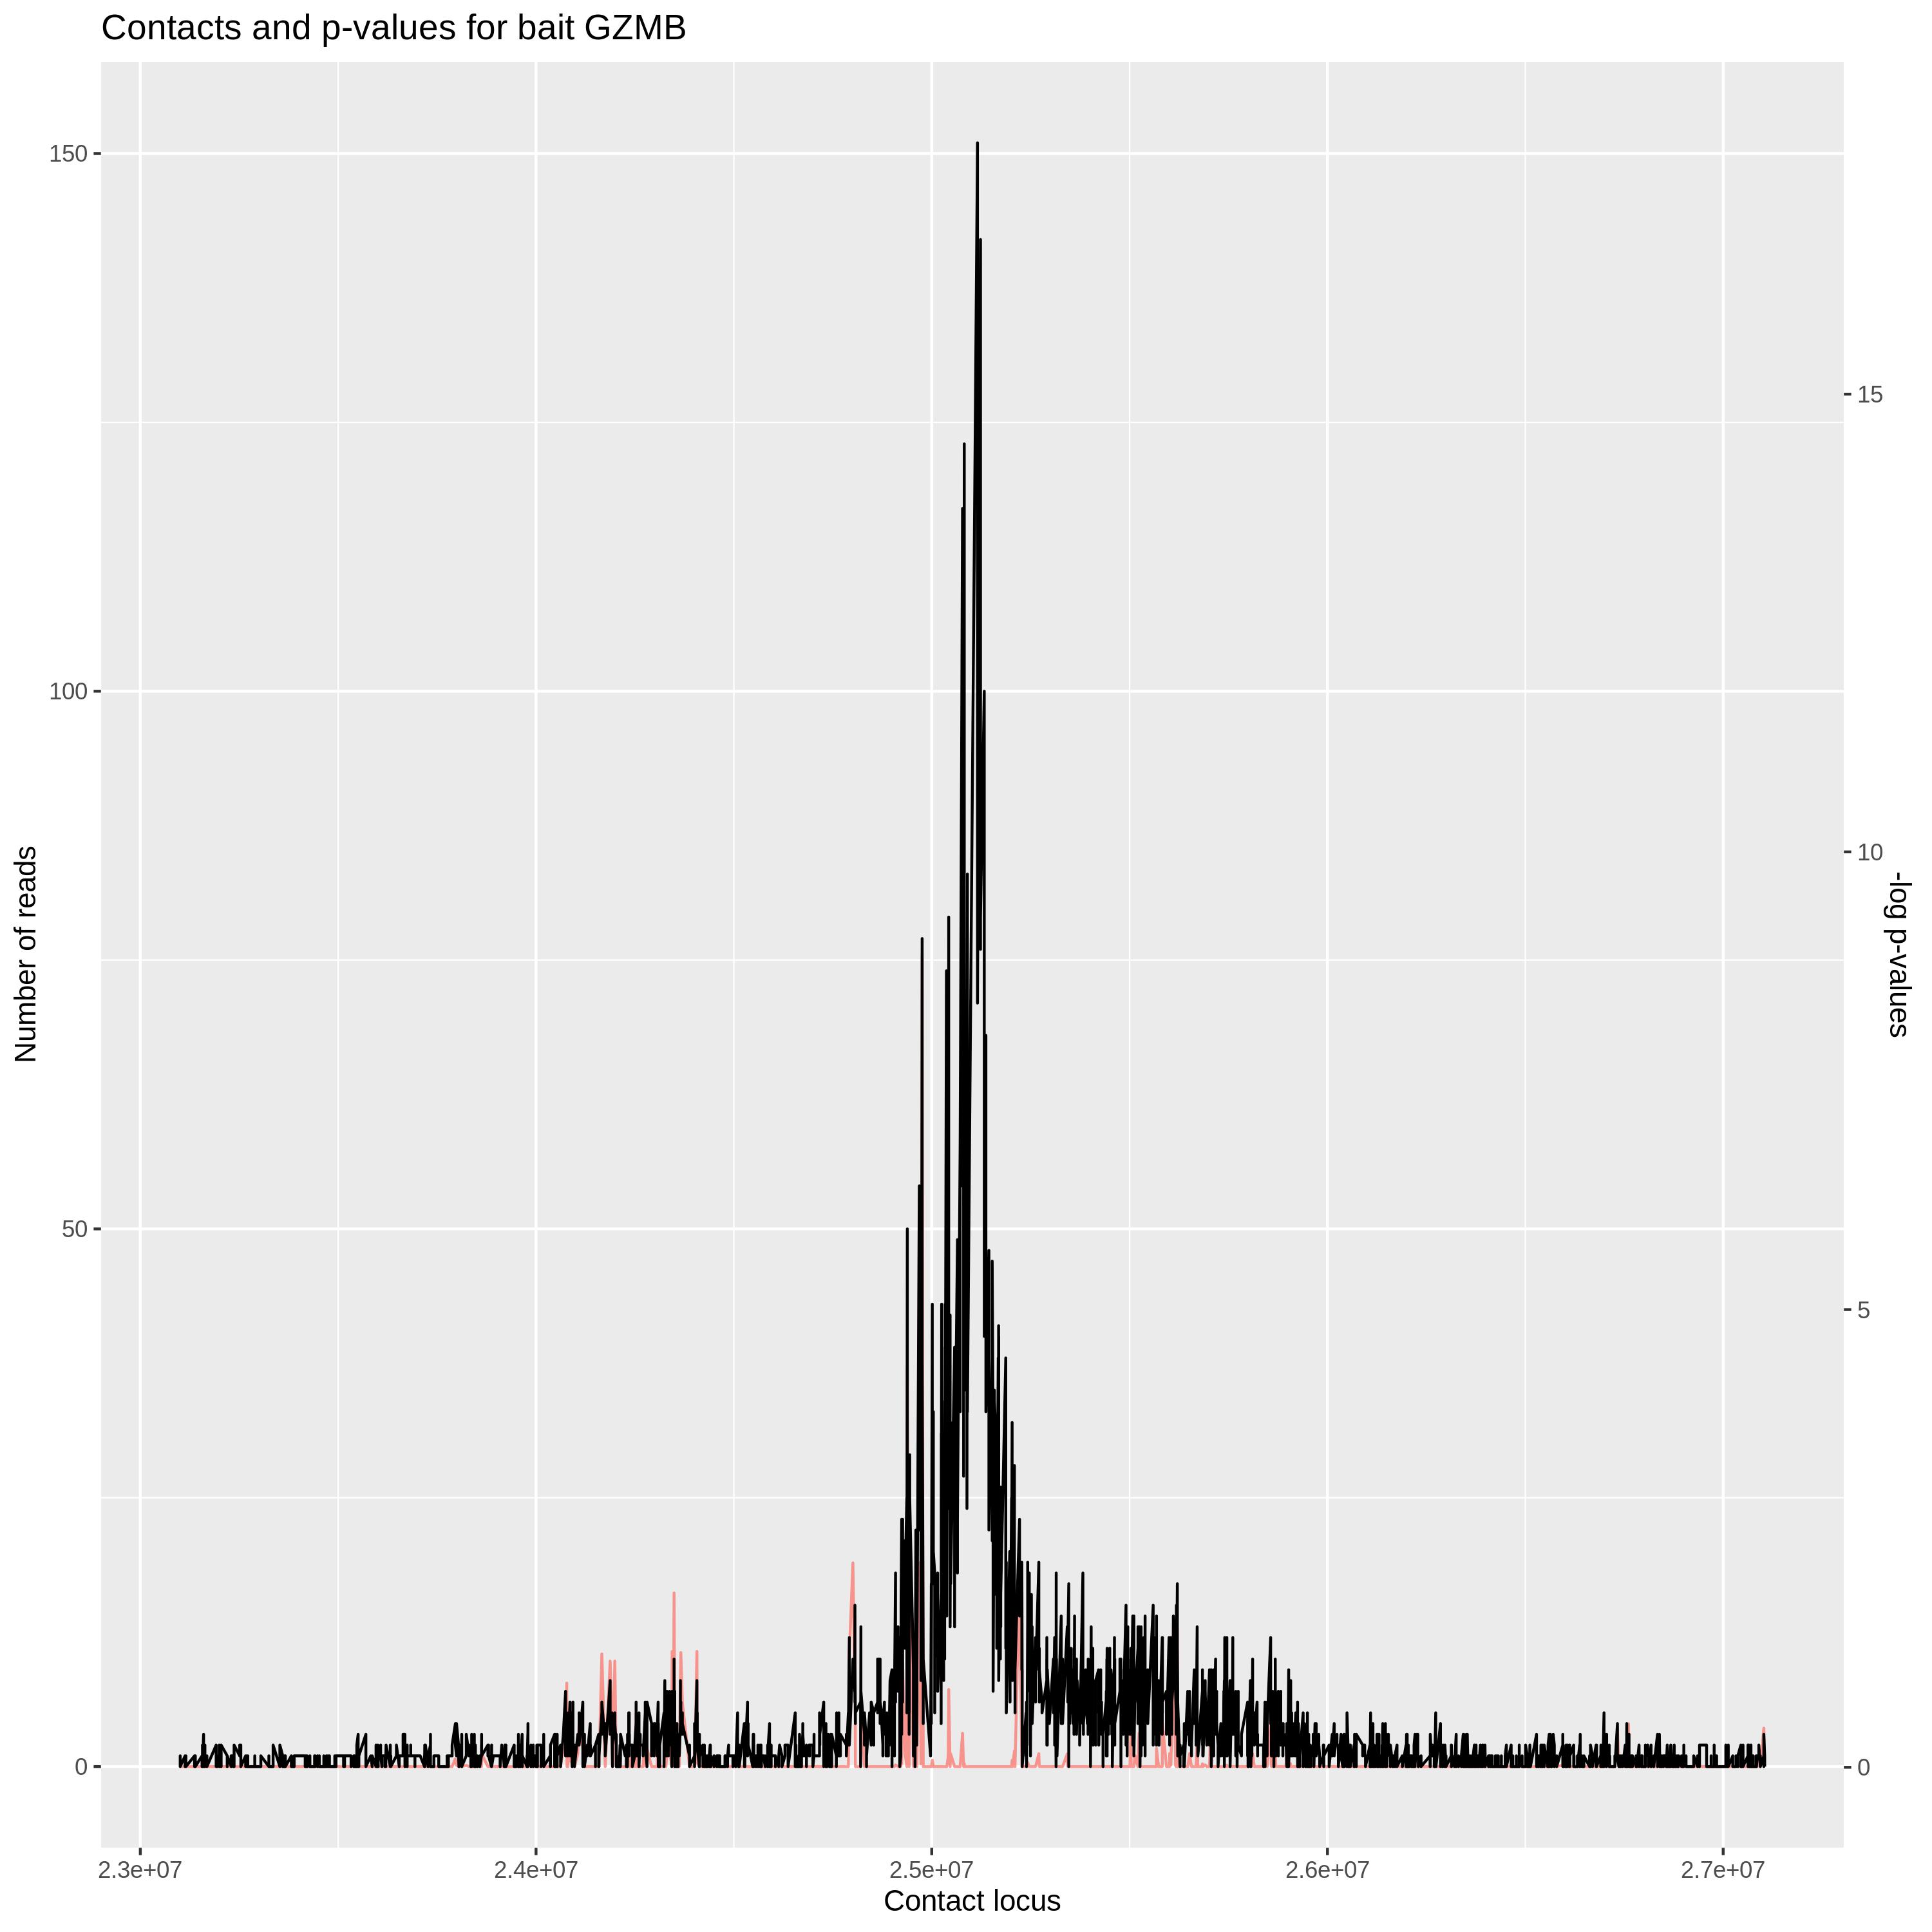 Contacts and p-values for bait GZMB
150
100
50
0
Number of reads
15
10
5
0
-log p-values
2.3e+07
2.4e+07
2.5e+07
2.6e+07
2.7e+07
Contact locus